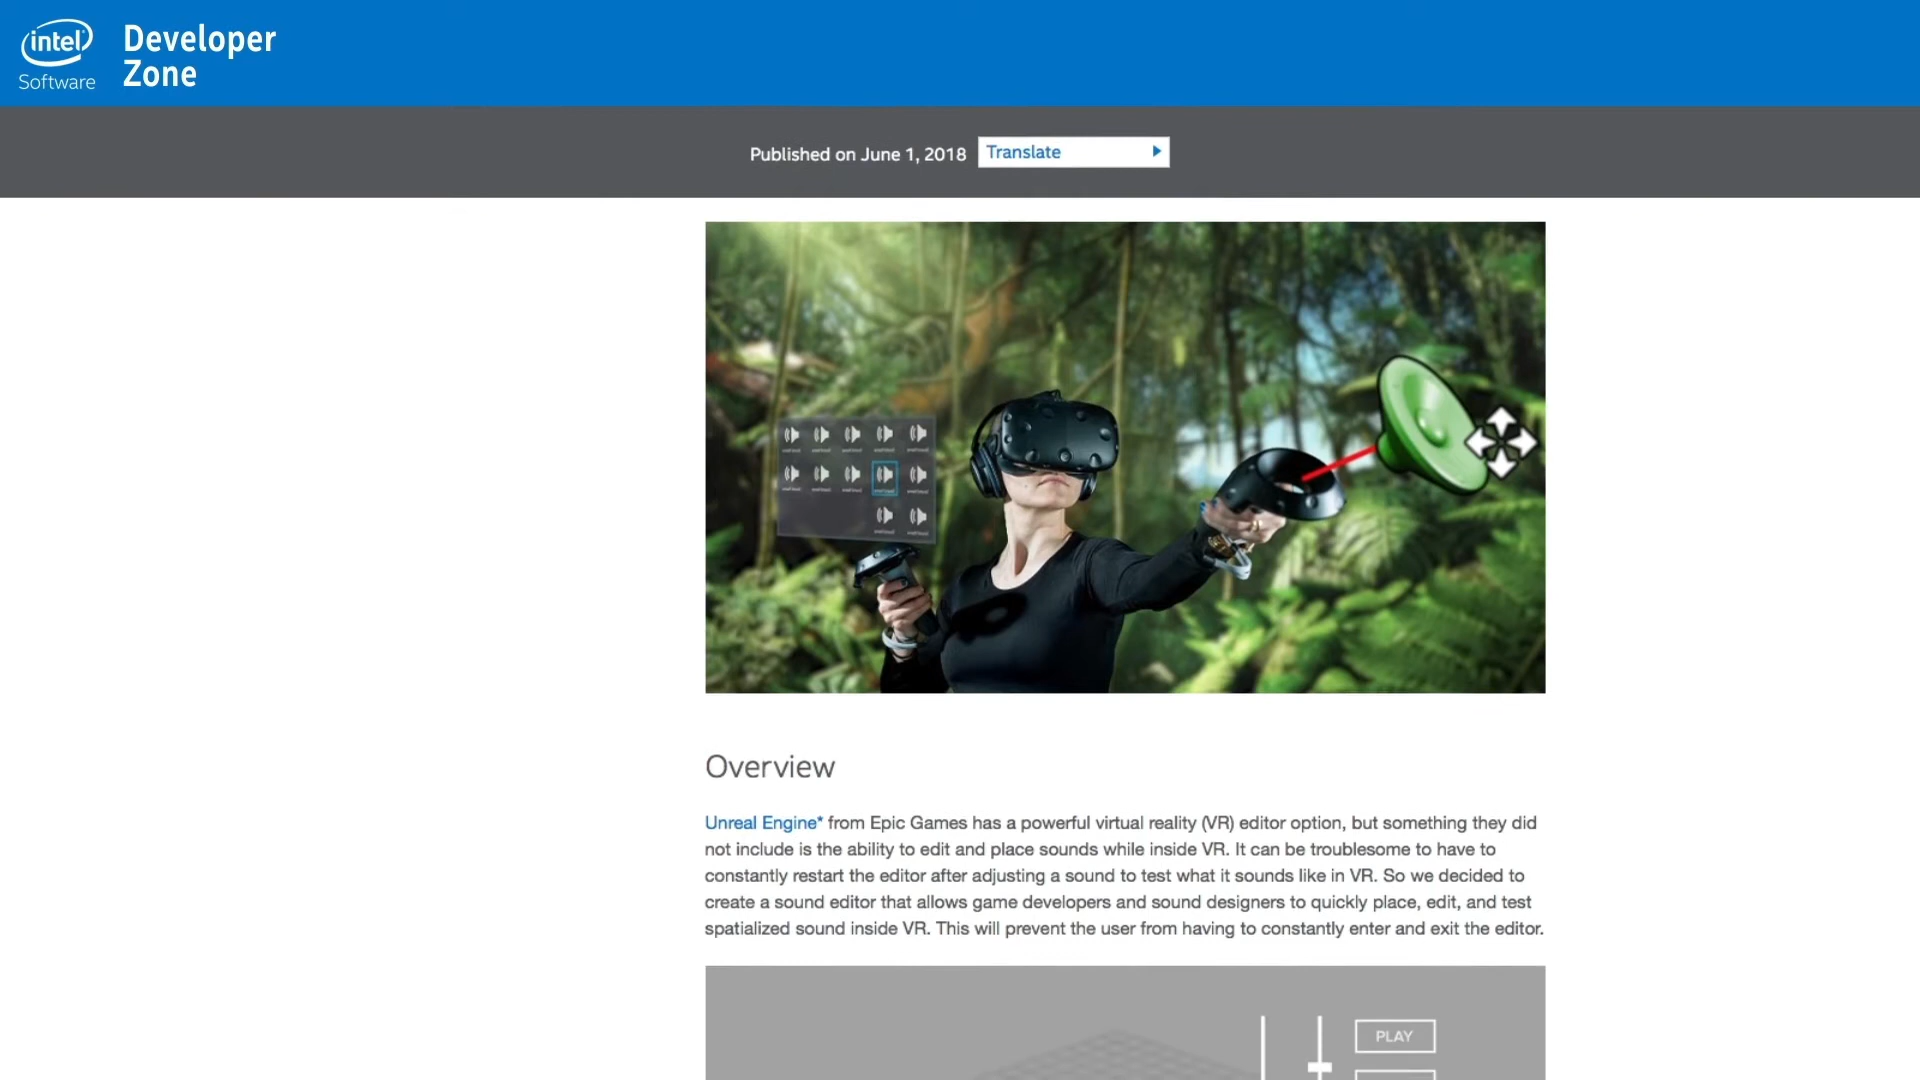 intel
Software
Developer
Zone
Published on June 1, 2018
Translate
Overview
Unreal Engine* from Epic Games has a powerful virtual reality (VR) editor option, but something they did
not include is the ability to edit and place sounds while inside VR. It can be troublesome to have to
constantly restart the editor after adjusting a sound to test what it sounds like in VR. So we decided to
create a sound editor that allows game developers and sound designers to quickly place, edit, and test
spatialized sound inside VR. This will prevent the user from having to constantly enter and exit the editor.
PLAY